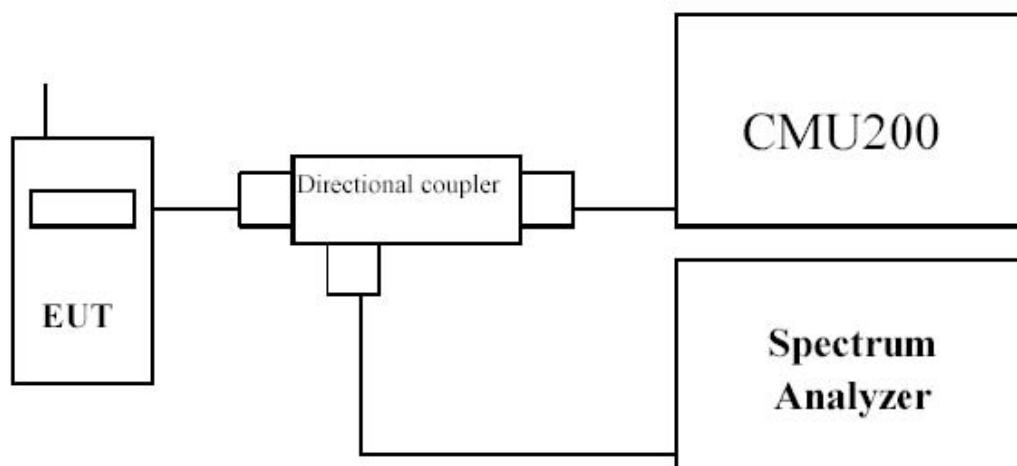 CMU200
Directional coupler
EUT
Spectrum
Analyzer